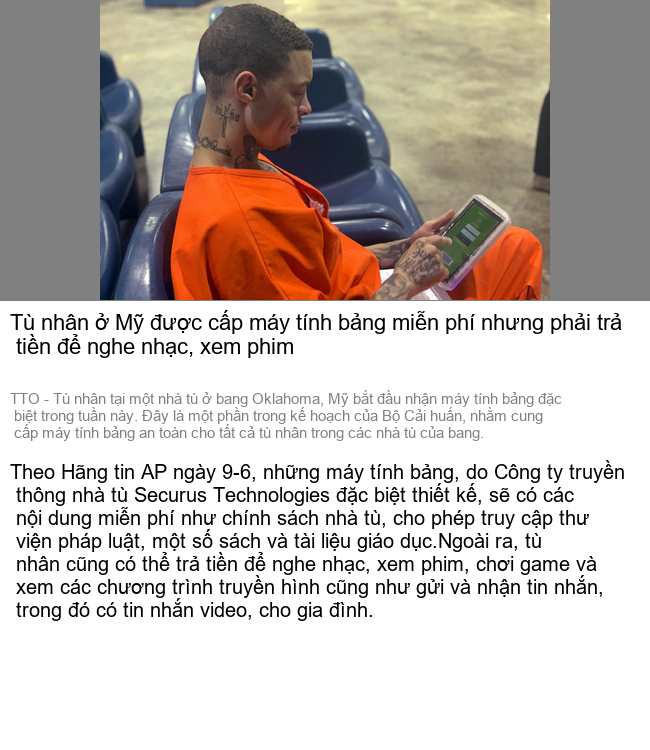 Tù nhân ở Mỹ được cấp máy tính bảng miễn phí nhưng phải trả
tiền để nghe nhạc, xem phim
TTO - Tù nhân tại một nhà tù ở bang Oklahoma, Mỹ bắt đầu nhận máy tính bảng đặc
biệt trong tuần này. Đây là một phần trong kế hoạch của Bộ Cải huấn, nhằm cung
cấp máy tính bảng an toàn cho tất cả tù nhân trong các nhà tù của bang.
Theo Hãng tin AP ngày 9-6, những máy tính bảng, do Công ty truyền
thông nhà tù Securus Technologies đặc biệt thiết kế, sẽ có các
nội dung miễn phí như chính sách nhà tù, cho phép truy cập thư
viện pháp luật, một số sách và tài liệu giáo dục.Ngoài ra, tù
nhân cũng có thể trả tiền để nghe nhạc, xem phim, chơi game và
xem các chương trình truyền hình cũng như gửi và nhận tin nhắn,
trong đó có tin nhắn video, cho gia đình.